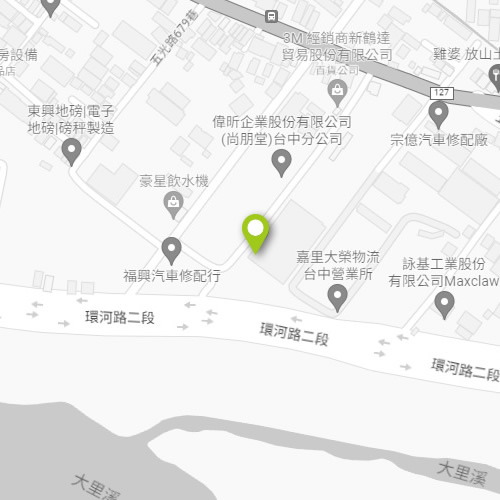 五光路679巷
3M 經銷商新鶴達
貿易股份有限公司
百貨公司
雞婆 放山土
房設備
品店
127
東興地磅|電子
地磅|磅秤製造
偉昕企業股份有限公司
(尚朋堂)台中分公司
宗億汽車修配廠
豪星飲水機
嘉里大榮物流
台中營業所
福興汽車修配行
詠基工業股份
有限公司Maxclaw
環河路二段
環河路二段
環河路二段
大里溪
大里溪